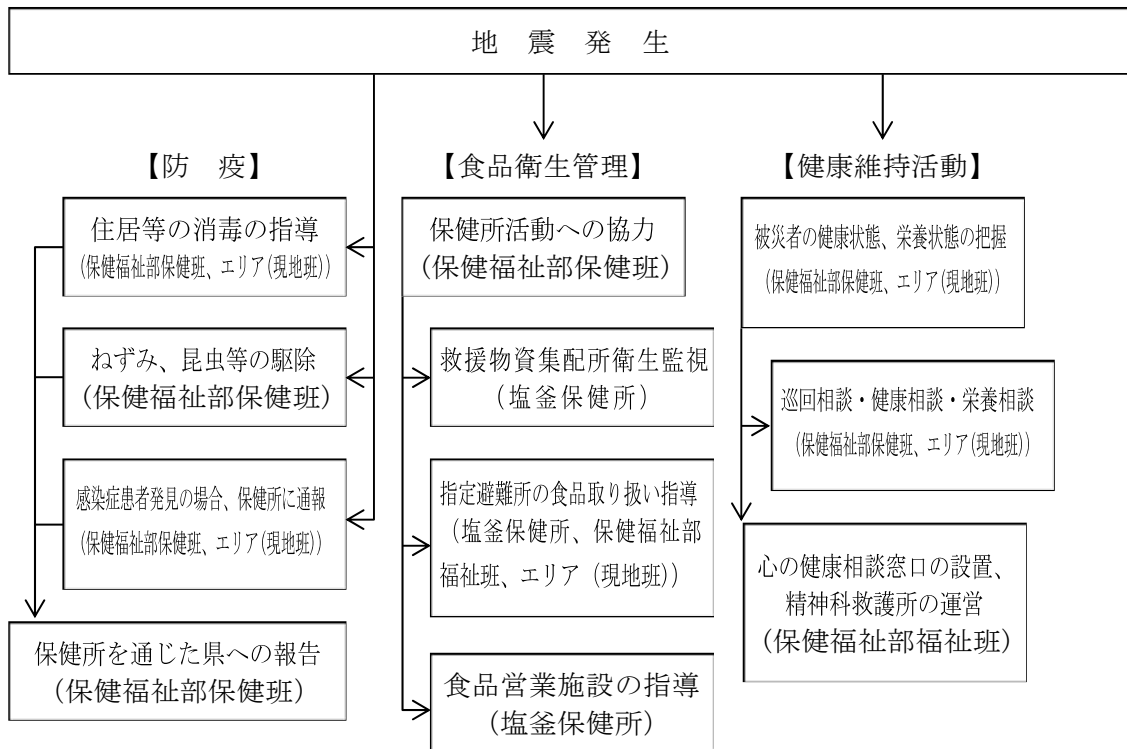 地　震　発　生
【防　疫】
住居等の消毒の指導
(保健福祉部保健班、エリア(現地班))
ねずみ、昆虫等の駆除
(保健福祉部保健班)
感染症患者発見の場合、保健所に通報
(保健福祉部保健班、エリア(現地班))
保健所を通じた県への報告
(保健福祉部保健班)
【食品衛生管理】
保健所活動への協力
(保健福祉部保健班)
救援物資集配所衛生監視
(塩釜保健所)
指定避難所の食品取り扱い指導
(塩釜保健所、保健福祉部
福祉班、エリア (現地班))
食品営業施設の指導
(塩釜保健所)
【健康維持活動】
被災者の健康状態、栄養状態の把握
(保健福祉部保健班、エリア(現地班))
巡回相談・健康相談・栄養相談
(保健福祉部保健班、エリア(現地班))
心の健康相談窓口の設置、
精神科救護所の運営
(保健福祉部福祉班)